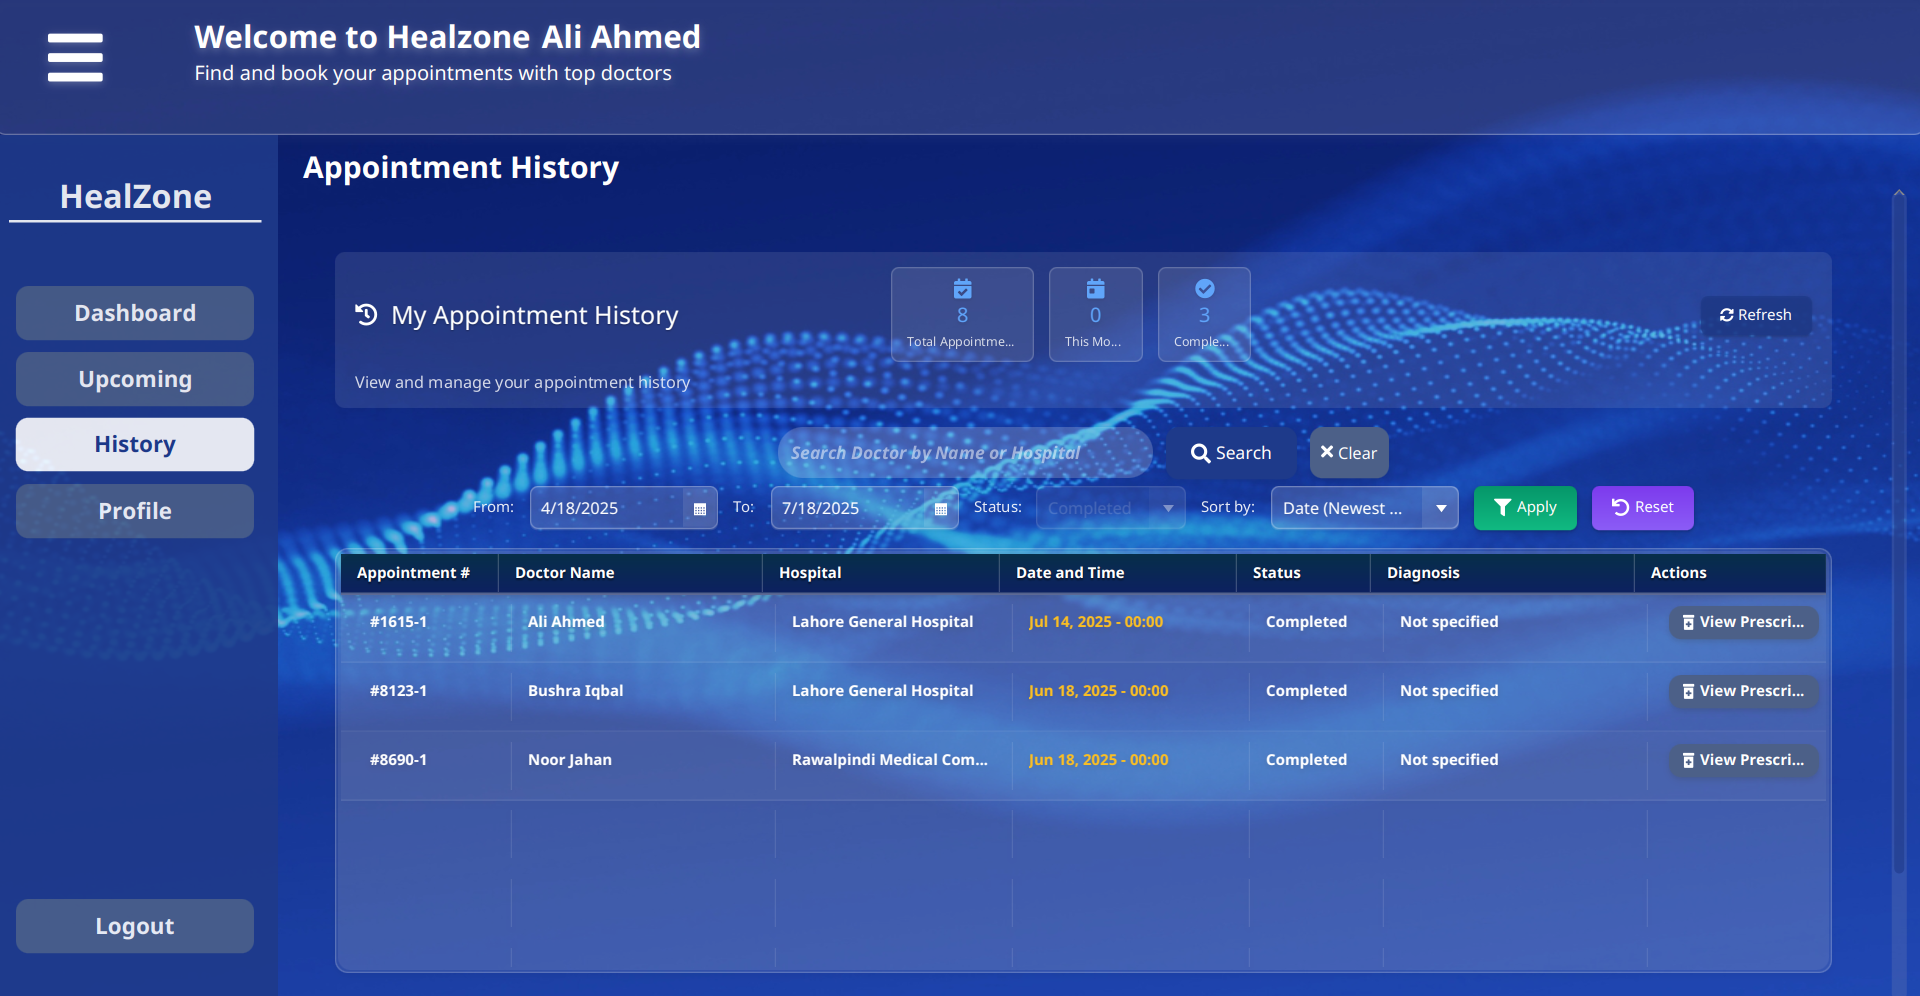 Welcome to Healzone Ali Ahmed
Find and book your appointments with top doctors
HealZone
Dashboard
Upcoming
History
Profile
Logout
Appointment History
My Appointment History
View and manage your appointment history
8
Total Appointme...
0
This Mo...
3
Comple...
Refresh
Search Doctor by Name or Hospital
Search
Clear
From: 4/18/2025 To: 7/18/2025 Status: Completed Sort by: Date (Newest ... Apply Reset
Appointment # Doctor Name Hospital Date and Time Status Diagnosis Actions
#1615-1 Ali Ahmed Lahore General Hospital Jul 14, 2025 - 00:00 Completed Not specified View Prescri...
#8123-1 Bushra Iqbal Lahore General Hospital Jun 18, 2025 - 00:00 Completed Not specified View Prescri...
#8690-1 Noor Jahan Rawalpindi Medical Com... Jun 18, 2025 - 00:00 Completed Not specified View Prescri...